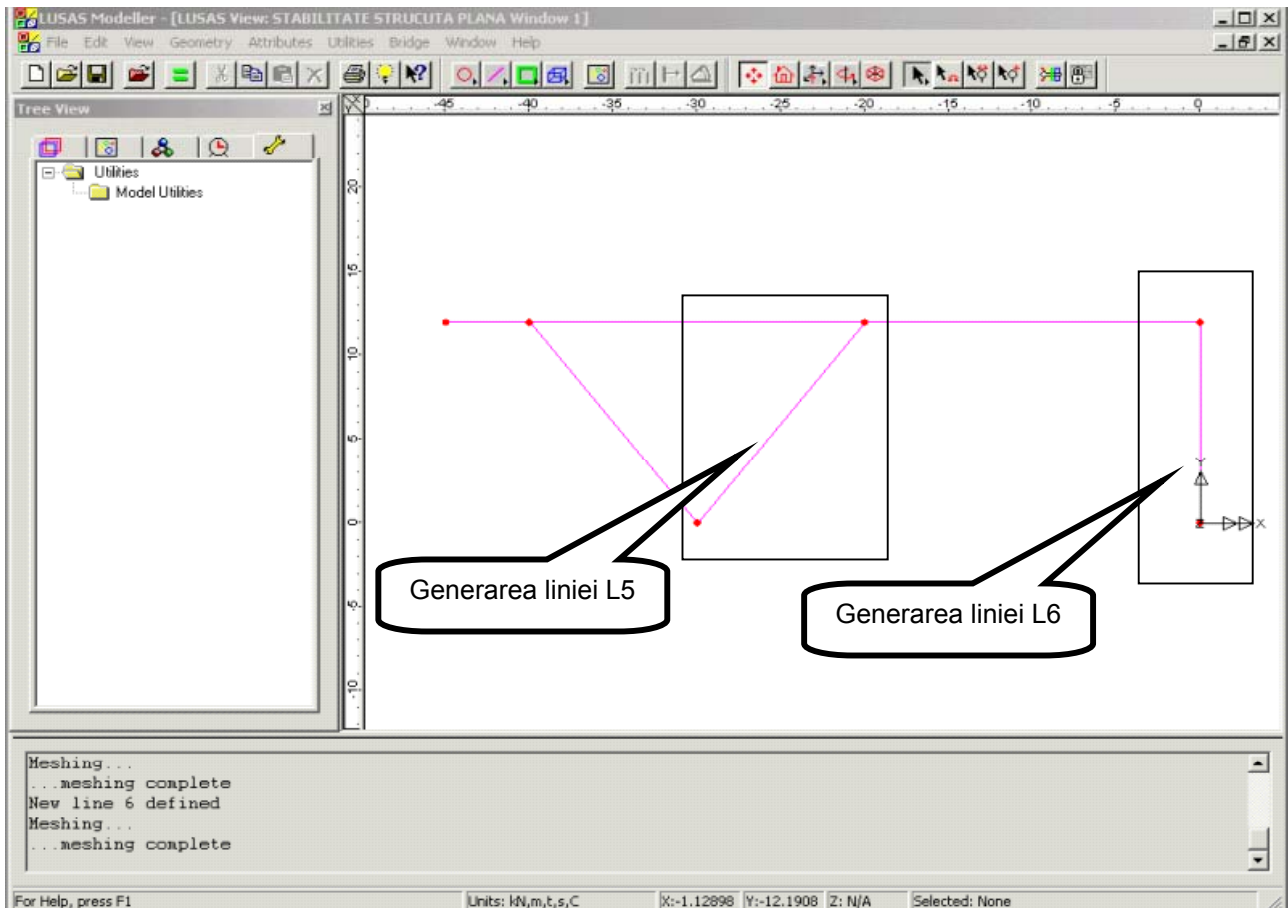 LUSAS Modeller - [LUSAS View: STABILITATE STRUCUTA PLANA Window 1]
File Edit View Geometry Attributes Utilities Bridge Window Help
Tree View
Utilities
Model Utilities
-45 -40 -35 -30 -25 -20 -15 -10 -5 0
20
15
10
5
0
-5
-10
Y
X
Generarea liniei L5
Generarea liniei L6
Meshing...
...meshing complete
New line 6 defined
Meshing...
...meshing complete
For Help, press F1 Units: kN,m,t,s,C X:-1.12898 Y:-12.1908 Z: N/A Selected: None